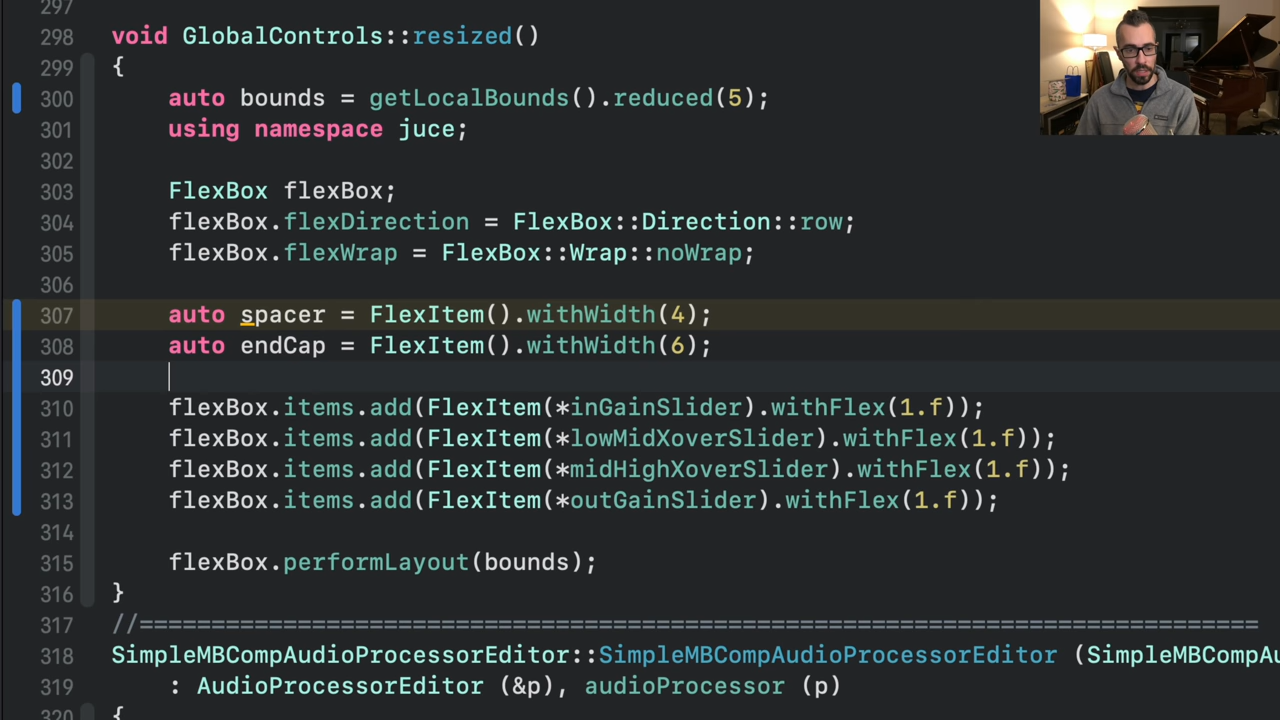 297
298 void GlobalControls::resized()
299 {
300 auto bounds = getLocalBounds().reduced(5);
301 using namespace juce;
302
303 FlexBox flexBox;
304 flexBox.flexDirection = FlexBox::Direction::row;
305 flexBox.flexWrap = FlexBox::Wrap::noWrap;
306
307 auto spacer = FlexItem().withWidth(4);
308 auto endCap = FlexItem().withWidth(6);
309
310 flexBox.items.add(FlexItem(*inGainSlider).withFlex(1.f));
311 flexBox.items.add(FlexItem(*lowMidXoverSlider).withFlex(1.f));
312 flexBox.items.add(FlexItem(*midHighXoverSlider).withFlex(1.f));
313 flexBox.items.add(FlexItem(*outGainSlider).withFlex(1.f));
314
315 flexBox.performLayout(bounds);
316 }
317 //==============================================================================
318 SimpleMBCompAudioProcessorEditor::SimpleMBCompAudioProcessorEditor (SimpleMBCompAu
319 : AudioProcessorEditor (&p), audioProcessor (p)
320 {